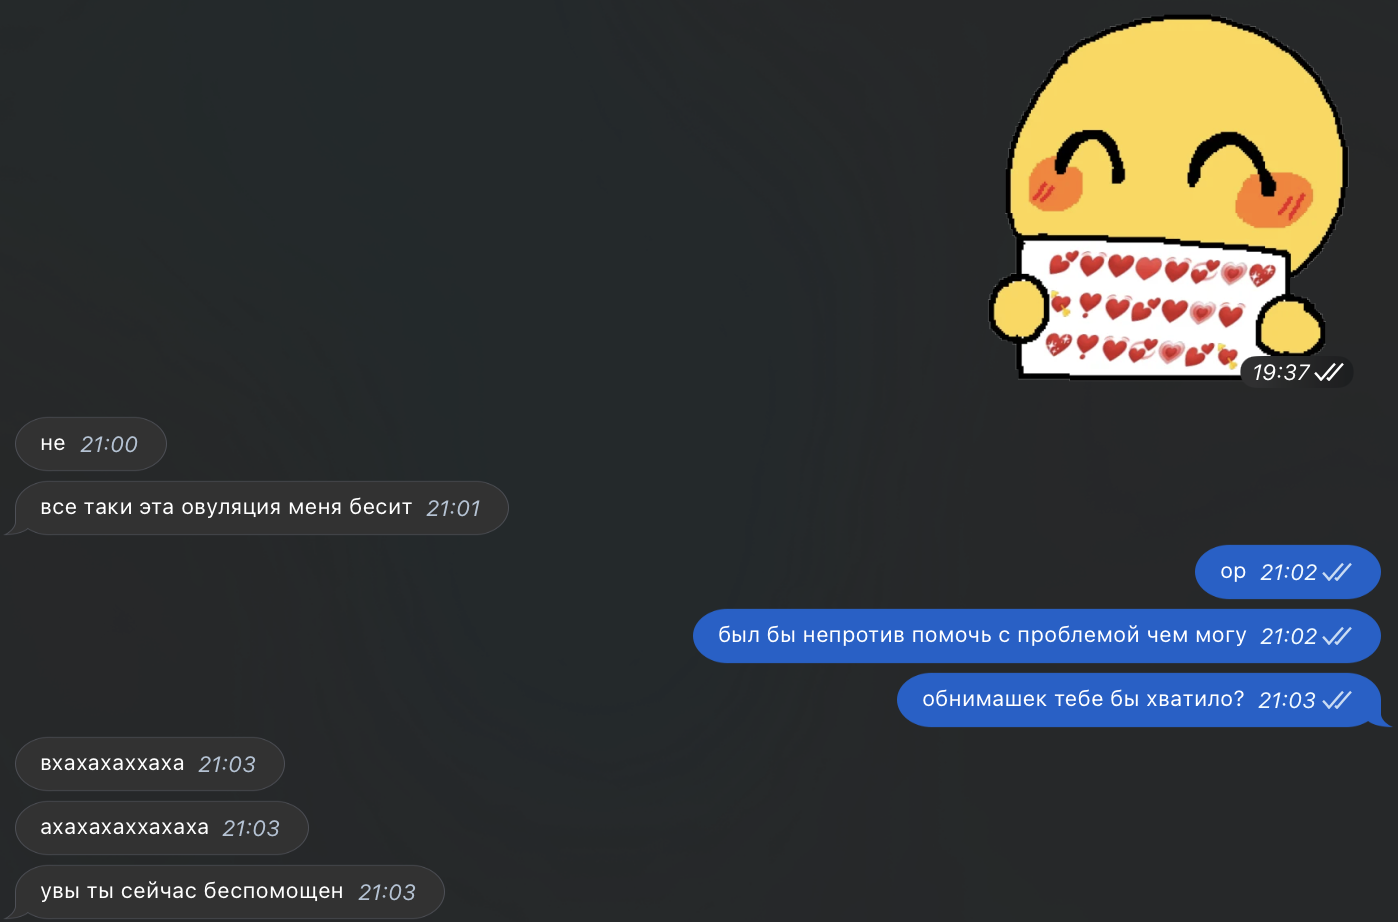 19:37
не 21:00
все таки эта овуляция меня бесит 21:01
ор 21:02
был бы непротив помочь с проблемой чем могу 21:02
обнимашек тебе бы хватило? 21:03
вхахахаххаха 21:03
ахахахаххахаха 21:03
увы ты сейчас беспомощен 21:03